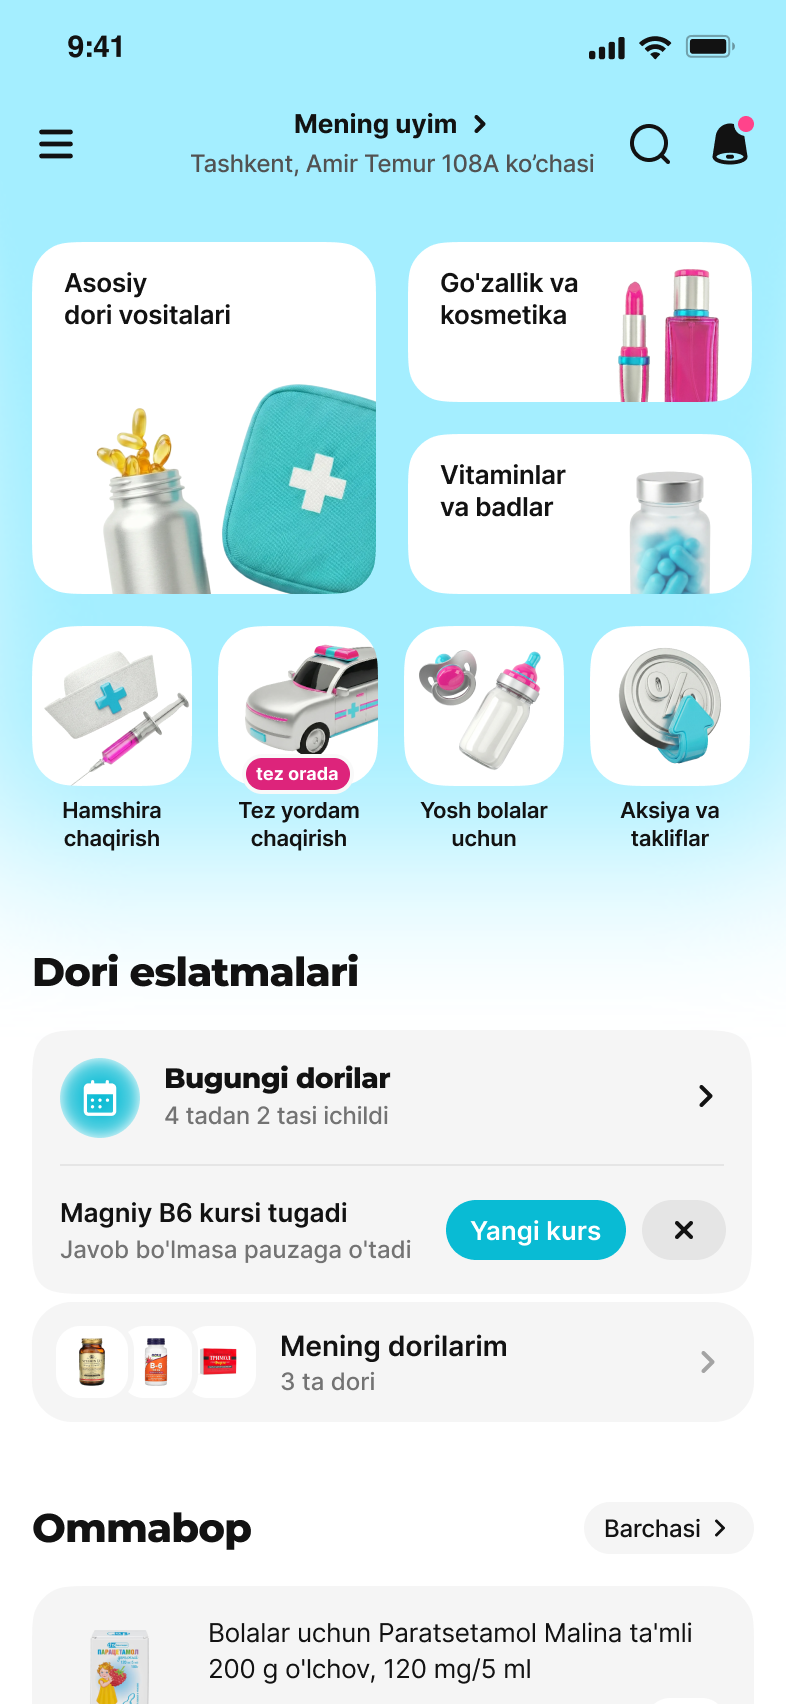 9:41
Mening uyim
Tashkent, Amir Temur 108A ko’chasi
Asosiy
dori vositalari
Go'zallik va
kosmetika
Vitaminlar
va badlar
%
tez orada
Hamshira
chaqirish
Tez yordam
chaqirish
Yosh bolalar
uchun
Aksiya va
takliflar
Dori eslatmalari
Bugungi dorilar
4 tadan 2 tasi ichildi
Magniy B6 kursi tugadi
Javob bo'lmasa pauzaga o'tadi
Yangi kurs
B-6
ТРИМОЛ
Mening dorilarim
3 ta dori
Ommabop
Barchasi
ПАРАЦЕТАМОЛ
Bolalar uchun Paratsetamol Malina ta'mli
200 g o'lchov, 120 mg/5 ml